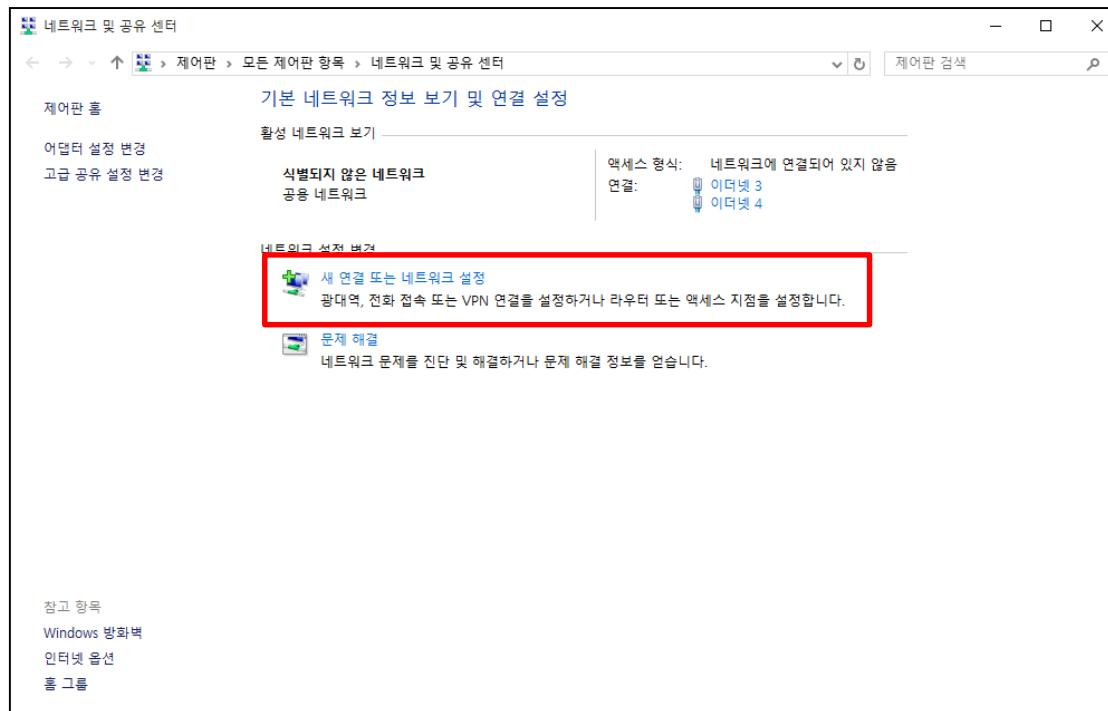 네트워크 및 공유 센터
제어판 › 모든 제어판 항목 › 네트워크 및 공유 센터
제어판 검색
제어판 홈
어댑터 설정 변경
고급 공유 설정 변경
기본 네트워크 정보 보기 및 연결 설정
활성 네트워크 보기
식별되지 않은 네트워크
공용 네트워크
액세스 형식: 네트워크에 연결되어 있지 않음
연결: 이더넷 3
이더넷 4
네트워크 설정 변경
새 연결 또는 네트워크 설정
광대역, 전화 접속 또는 VPN 연결을 설정하거나 라우터 또는 액세스 지점을 설정합니다.
문제 해결
네트워크 문제를 진단 및 해결하거나 문제 해결 정보를 얻습니다.
참고 항목
Windows 방화벽
인터넷 옵션
홈 그룹